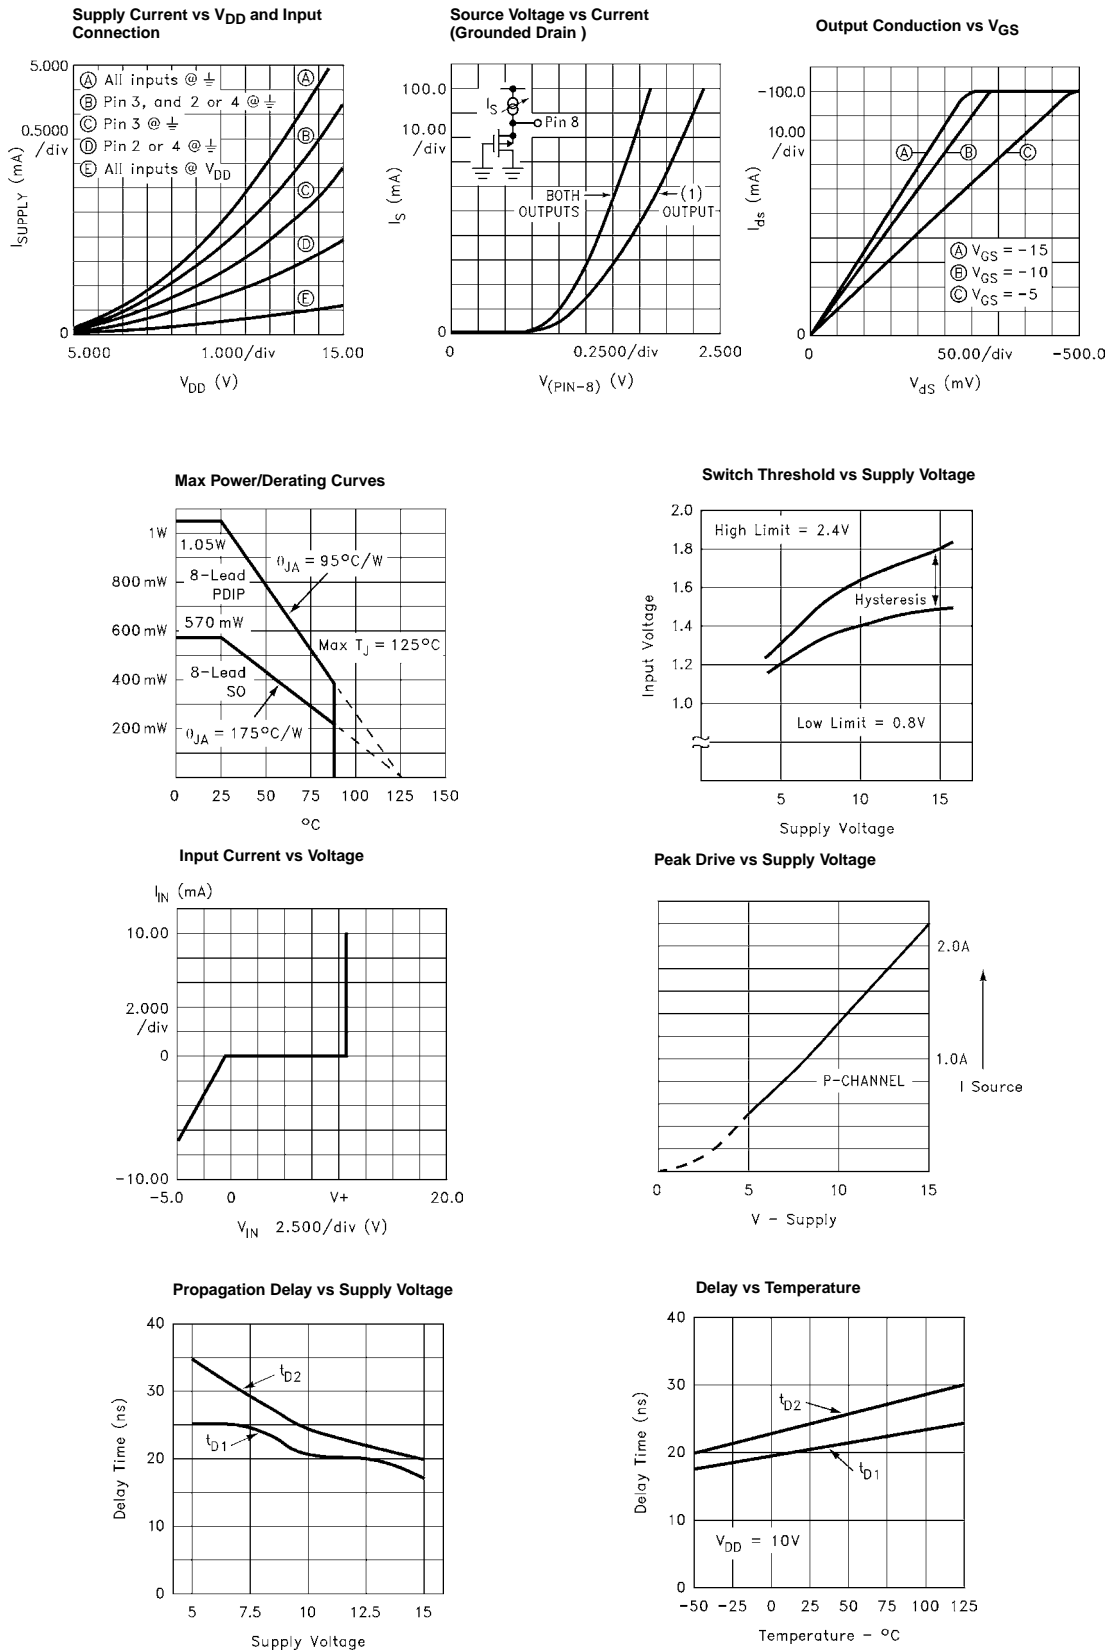 Supply Current vs VDD and Input
Connection
5.000
0.5000
/div
ISUPPLY (mA)
0
Ⓐ All inputs @ ⏚
Ⓑ Pin 3, and 2 or 4 @ ⏚
Ⓒ Pin 3 @ ⏚
Ⓓ Pin 2 or 4 @ ⏚
Ⓔ All inputs @ VDD
Ⓐ
Ⓑ
Ⓒ
Ⓓ
Ⓔ
5.000 1.000/div 15.00
VDD (V)
Source Voltage vs Current
(Grounded Drain )
100.0
10.00
/div
IS (mA)
0
IS
Pin 8
BOTH
OUTPUTS
(1)
OUTPUT
0 0.2500/div 2.500
V(PIN-8) (V)
Output Conduction vs VGS
-100.0
10.00
/div
Ids (mA)
0
Ⓐ Ⓑ Ⓒ
Ⓐ VGS = -15
Ⓑ VGS = -10
Ⓒ VGS = -5
0 50.00/div -500.0
VdS (mV)
Max Power/Derating Curves
1W
800 mW
600 mW
400 mW
200 mW
1.05W
8-Lead
PDIP
570 mW
8-Lead
SO
θJA = 95°C/W
Max TJ = 125°C
θJA = 175°C/W
0 25 50 75 100 125 150
°C
Switch Threshold vs Supply Voltage
2.0
1.8
1.6
1.4
1.2
1.0
Input Voltage
High Limit = 2.4V
Hysteresis
Low Limit = 0.8V
5 10 15
Supply Voltage
Input Current vs Voltage
IIN (mA)
10.00
2.000
/div
0
-10.00
-5.0 0 V+ 20.0
VIN 2.500/div (V)
Peak Drive vs Supply Voltage
2.0A
1.0A
P-CHANNEL
I Source
0 5 10 15
V - Supply
Propagation Delay vs Supply Voltage
40
30
20
10
0
Delay Time (ns)
tD2
tD1
5 7.5 10 12.5 15
Supply Voltage
Delay vs Temperature
40
30
20
10
0
Delay Time (ns)
tD2
tD1
VDD = 10V
-50 -25 0 25 50 75 100 125
Temperature - °C